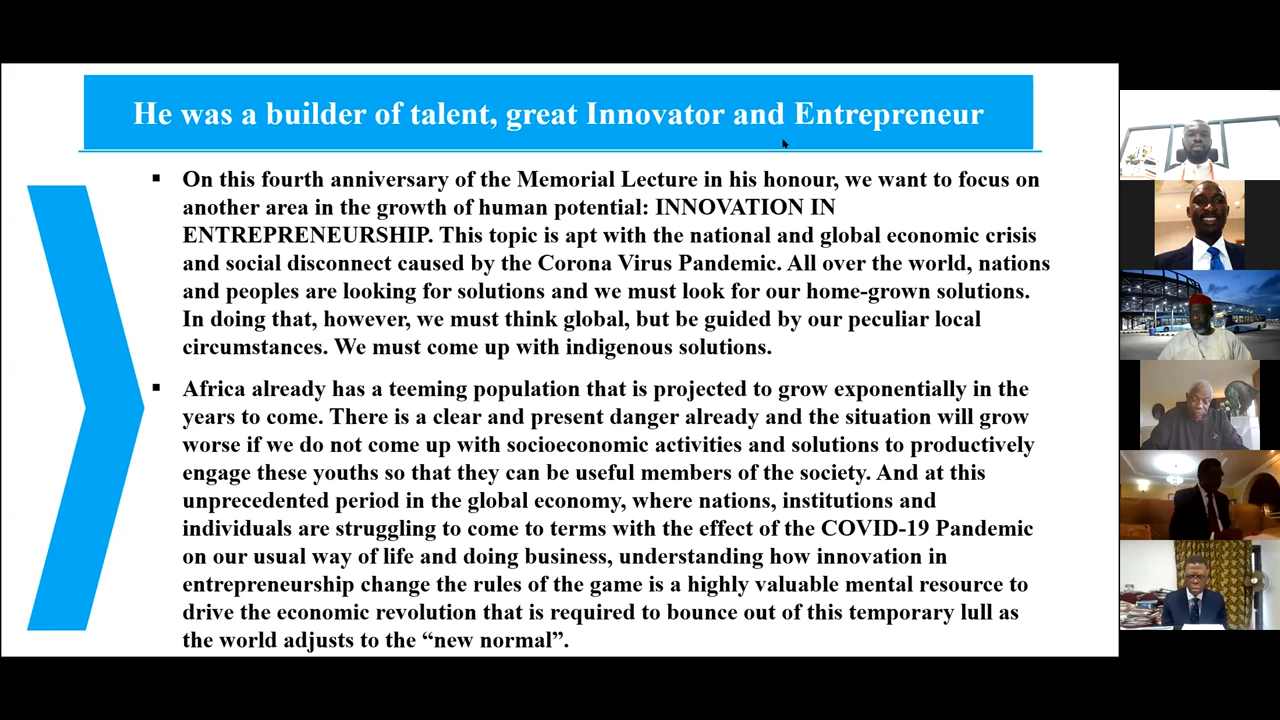 He was a builder of talent, great Innovator and Entrepreneur
▪ On this fourth anniversary of the Memorial Lecture in his honour, we want to focus on
another area in the growth of human potential: INNOVATION IN
ENTREPRENEURSHIP. This topic is apt with the national and global economic crisis
and social disconnect caused by the Corona Virus Pandemic. All over the world, nations
and peoples are looking for solutions and we must look for our home-grown solutions.
In doing that, however, we must think global, but be guided by our peculiar local
circumstances. We must come up with indigenous solutions.
▪ Africa already has a teeming population that is projected to grow exponentially in the
years to come. There is a clear and present danger already and the situation will grow
worse if we do not come up with socioeconomic activities and solutions to productively
engage these youths so that they can be useful members of the society. And at this
unprecedented period in the global economy, where nations, institutions and
individuals are struggling to come to terms with the effect of the COVID-19 Pandemic
on our usual way of life and doing business, understanding how innovation in
entrepreneurship change the rules of the game is a highly valuable mental resource to
drive the economic revolution that is required to bounce out of this temporary lull as
the world adjusts to the “new normal”.